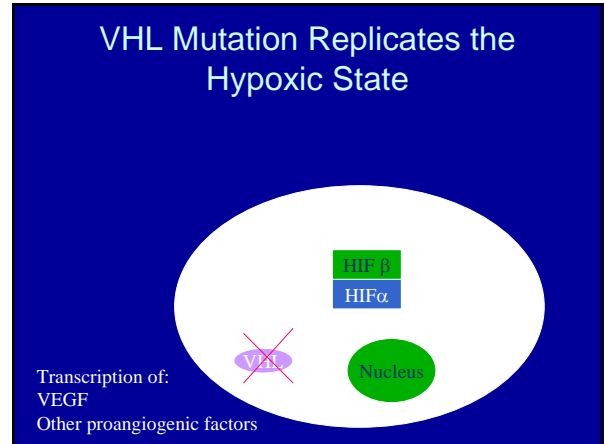 VHL Mutation Replicates the
Hypoxic State
HIF β
HIFα
VHL
Nucleus
Transcription of:
VEGF
Other proangiogenic factors